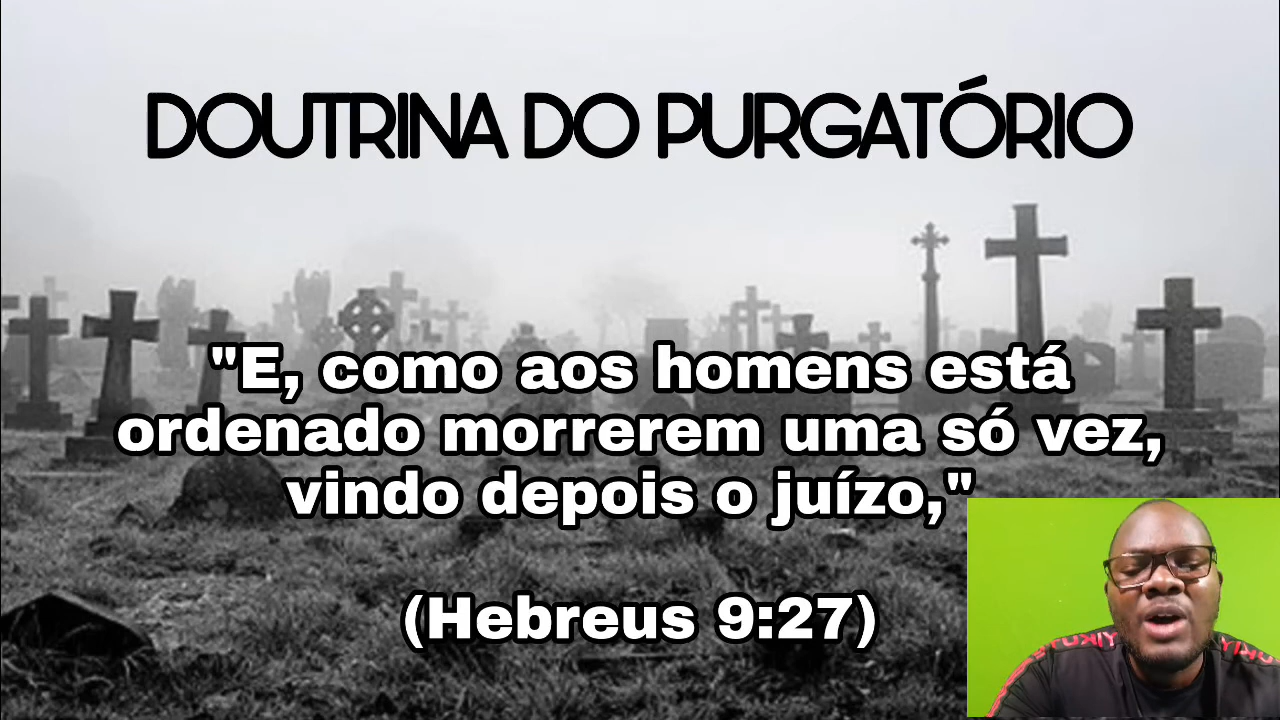 DOUTRINA DO PURGATÓRIO
"E, como aos homens está
ordenado morrerem uma só vez,
vindo depois o juízo,"
(Hebreus 9:27)